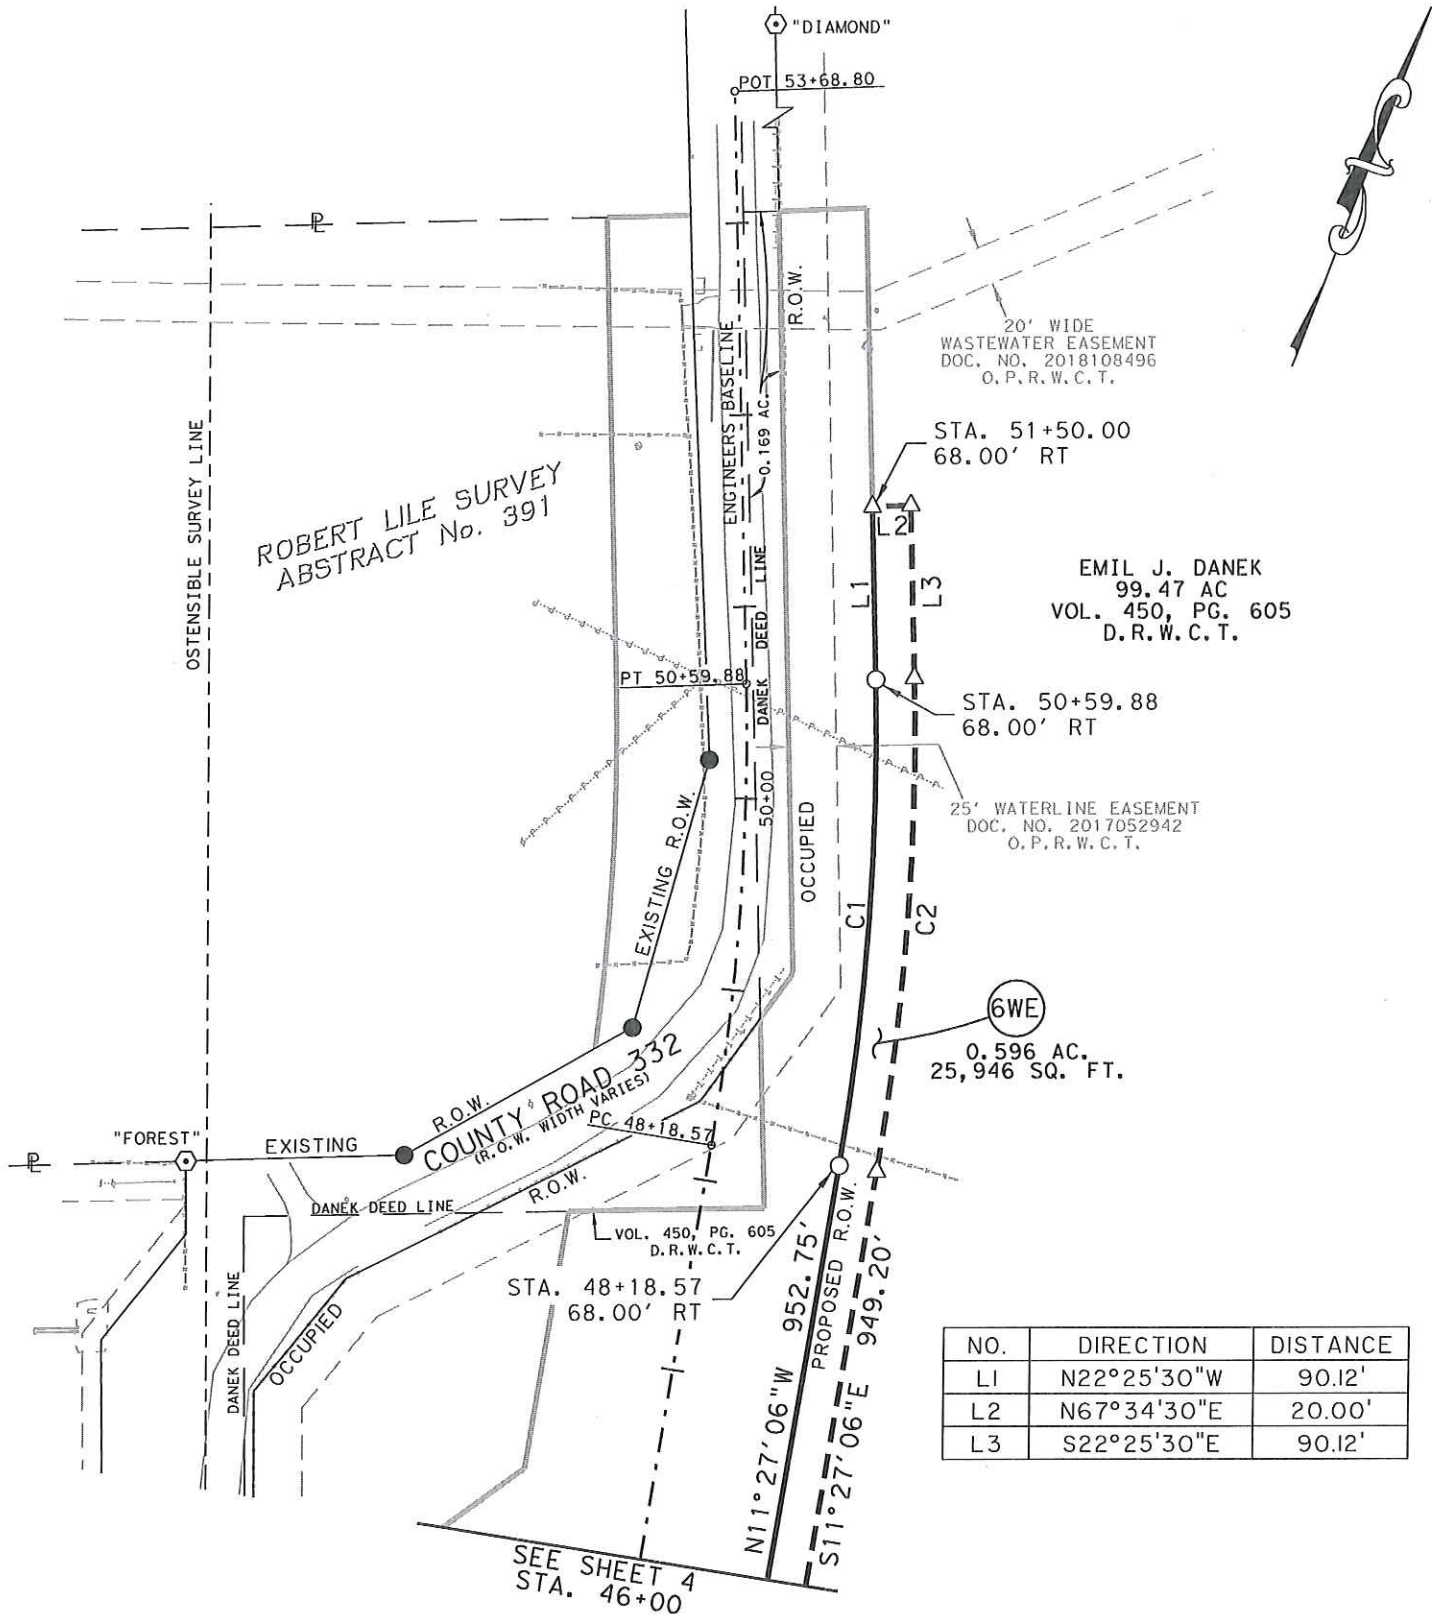 "DIAMOND"
POT 53+68.80
P̲L
R.O.W.
20' WIDE
WASTEWATER EASEMENT
DOC. NO. 2018108496
O.P.R.W.C.T.
ENGINEERS BASELINE
0.169 AC.
STA. 51+50.00
68.00' RT
OSTENSIBLE SURVEY LINE
ROBERT LILE SURVEY
ABSTRACT No. 391
L2
L1
L3
EMIL J. DANEK
99.47 AC
VOL. 450, PG. 605
D.R.W.C.T.
DANEK DEED LINE
PT 50+59.88
STA. 50+59.88
68.00' RT
50+00
25' WATERLINE EASEMENT
DOC. NO. 2017052942
O.P.R.W.C.T.
EXISTING R.O.W.
OCCUPIED
C1
C2
6WE
0.596 AC.
25,946 SQ. FT.
R.O.W.
COUNTY ROAD 332
(R.O.W. WIDTH VARIES)
PC 48+18.57
"FOREST"
EXISTING
PL
DANEK DEED LINE
R.O.W.
VOL. 450, PG. 605
D.R.W.C.T.
STA. 48+18.57
68.00' RT
DANEK DEED LINE
OCCUPIED
N11°27'06"W 952.75'
PROPOSED R.O.W.
S11°27'06"E 949.20'
NO. DIRECTION DISTANCE
L1 N22°25'30"W 90.12'
L2 N67°34'30"E 20.00'
L3 S22°25'30"E 90.12'
SEE SHEET 4
STA. 46+00